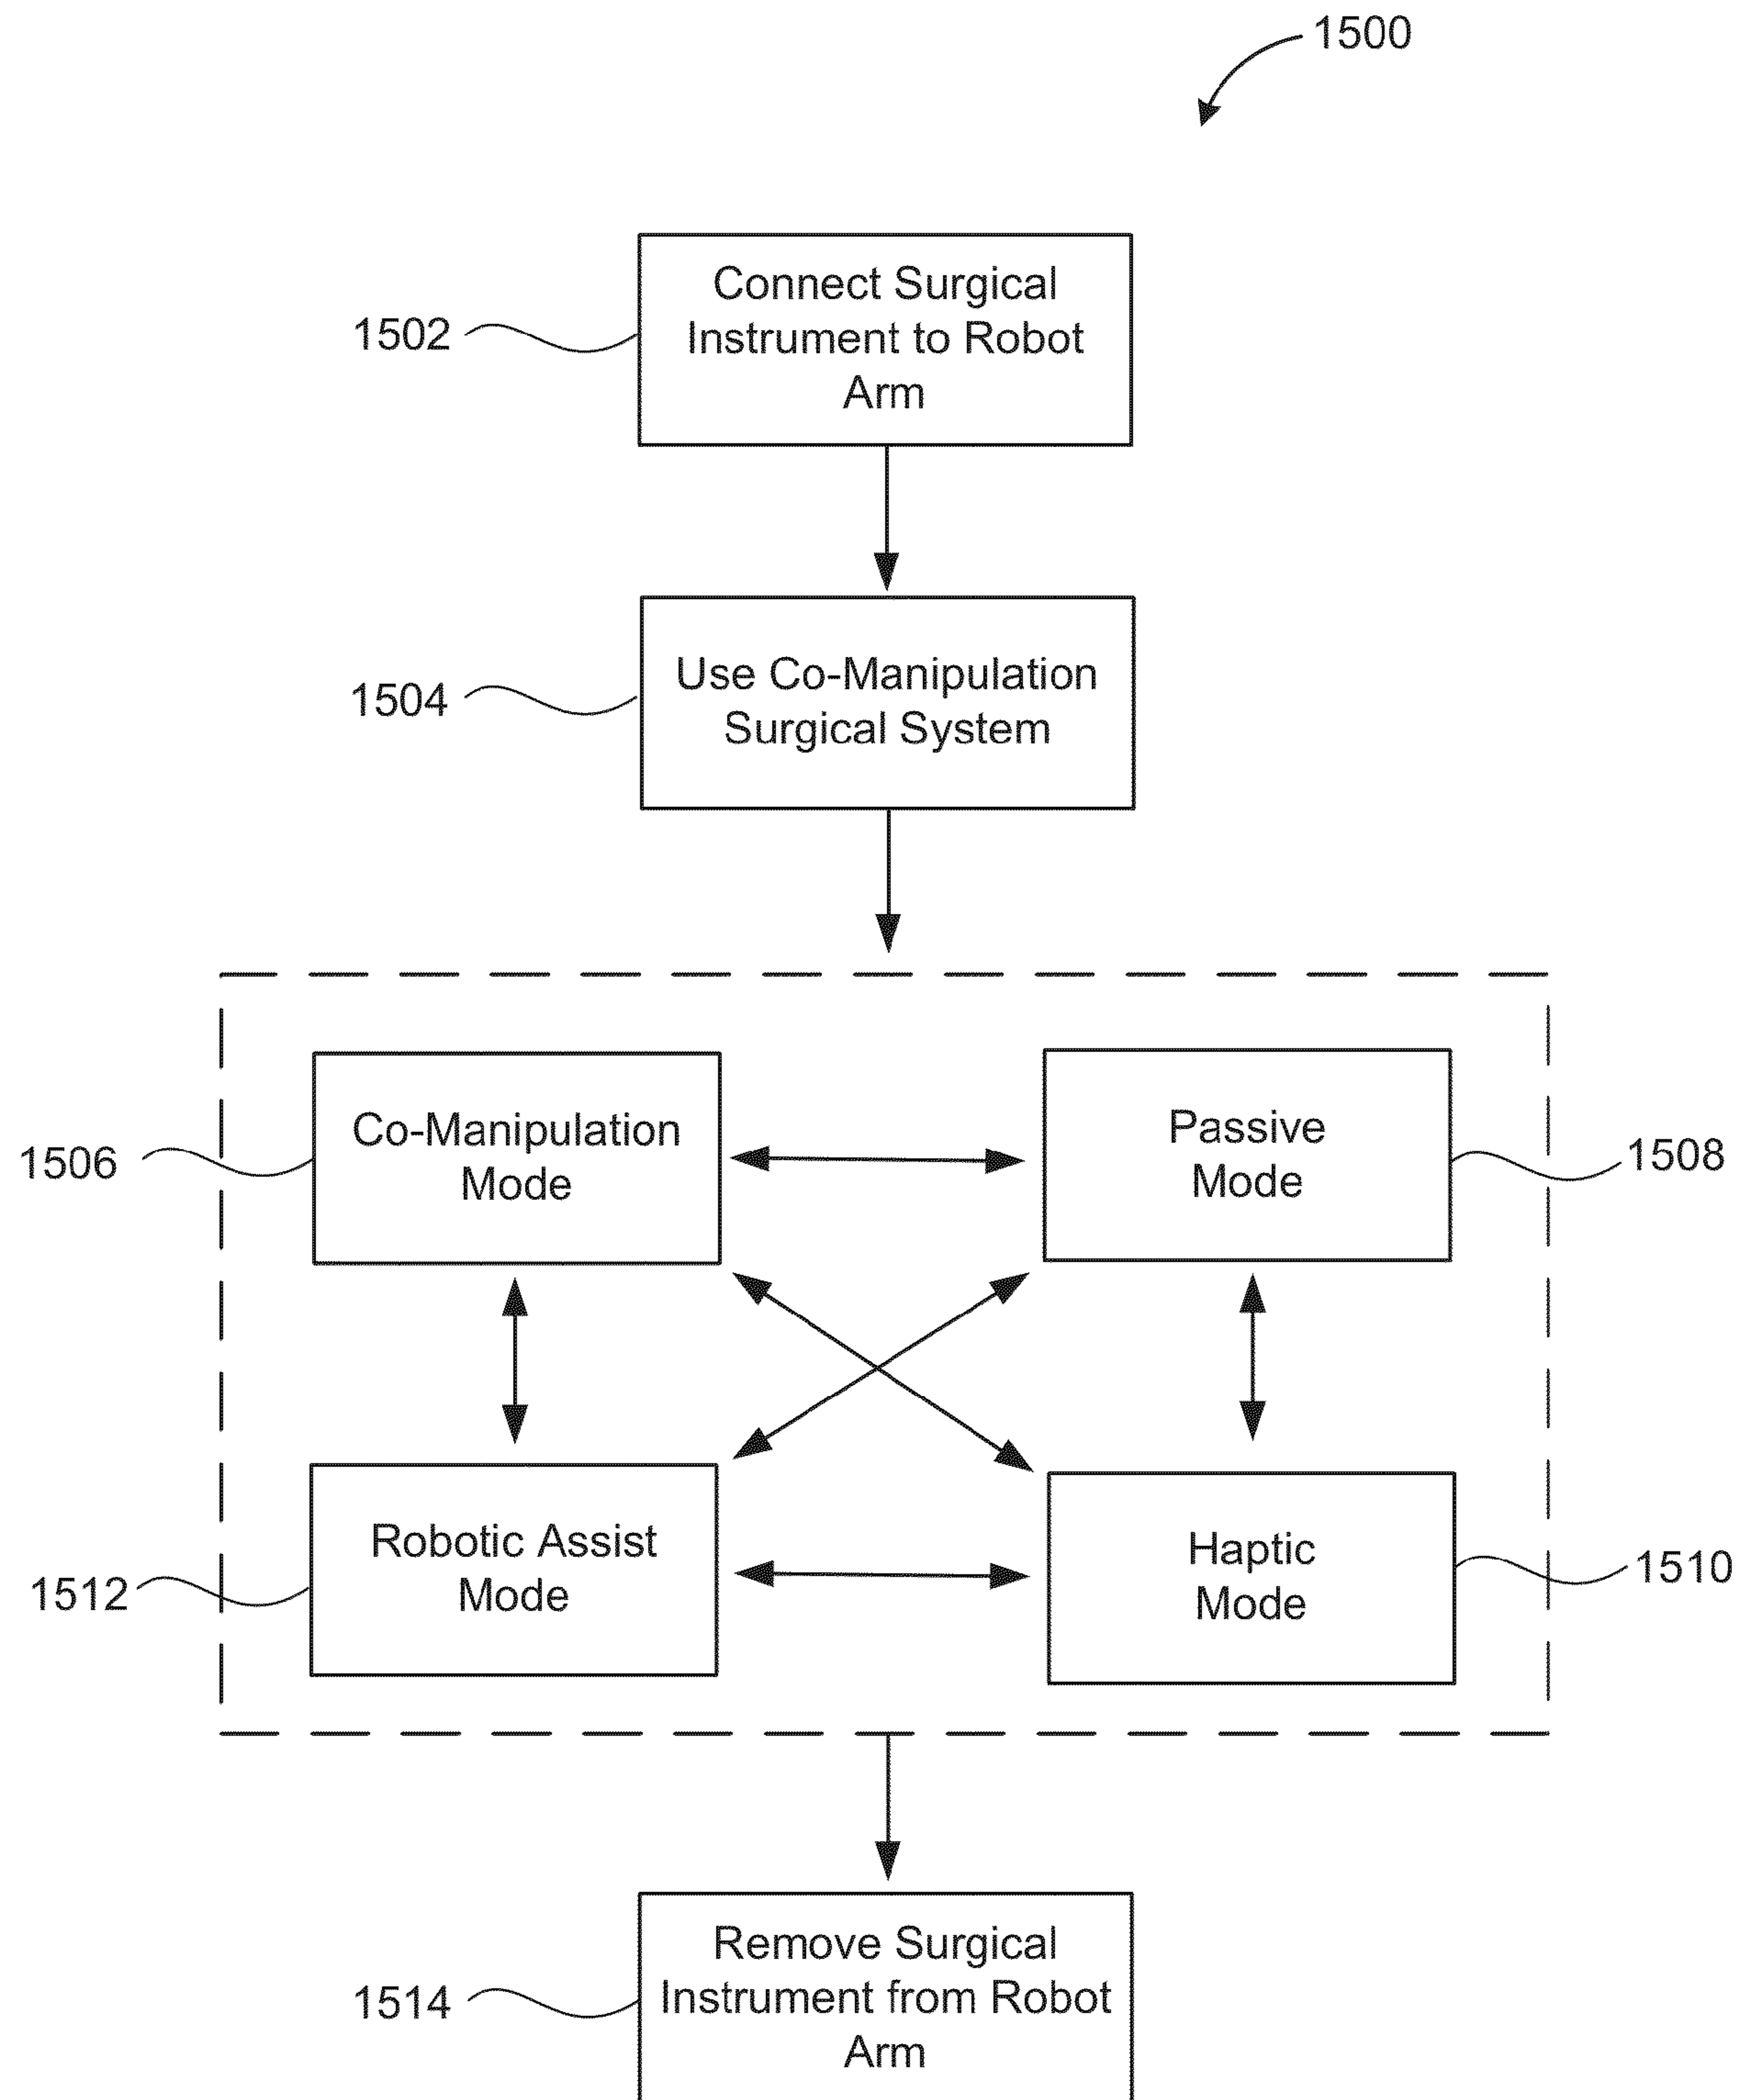 1500
Connect Surgical
Instrument to Robot
Arm
1502
Use Co-Manipulation
Surgical System
1504
Co-Manipulation
Mode
1506
Passive
Mode
1508
Robotic Assist
Mode
1512
Haptic
Mode
1510
Remove Surgical
Instrument from Robot
Arm
1514